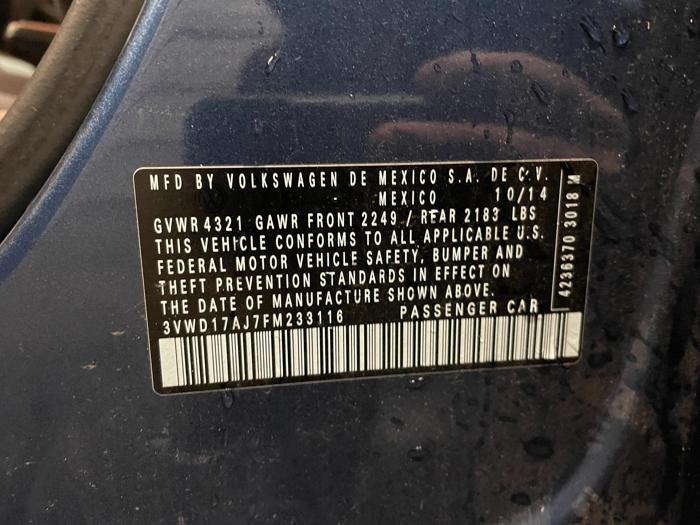 MFD BY VOLKSWAGEN DE MEXICO S.A. DE C.V.
MEXICO 10/14
GVWR 4321 GAWR FRONT 2249 / REAR 2183 LBS
THIS VEHICLE CONFORMS TO ALL APPLICABLE U.S.
FEDERAL MOTOR VEHICLE SAFETY, BUMPER AND
THEFT PREVENTION STANDARDS IN EFFECT ON
THE DATE OF MANUFACTURE SHOWN ABOVE.
3VWD17AJ7FM233116 PASSENGER CAR
4236370 3018 M